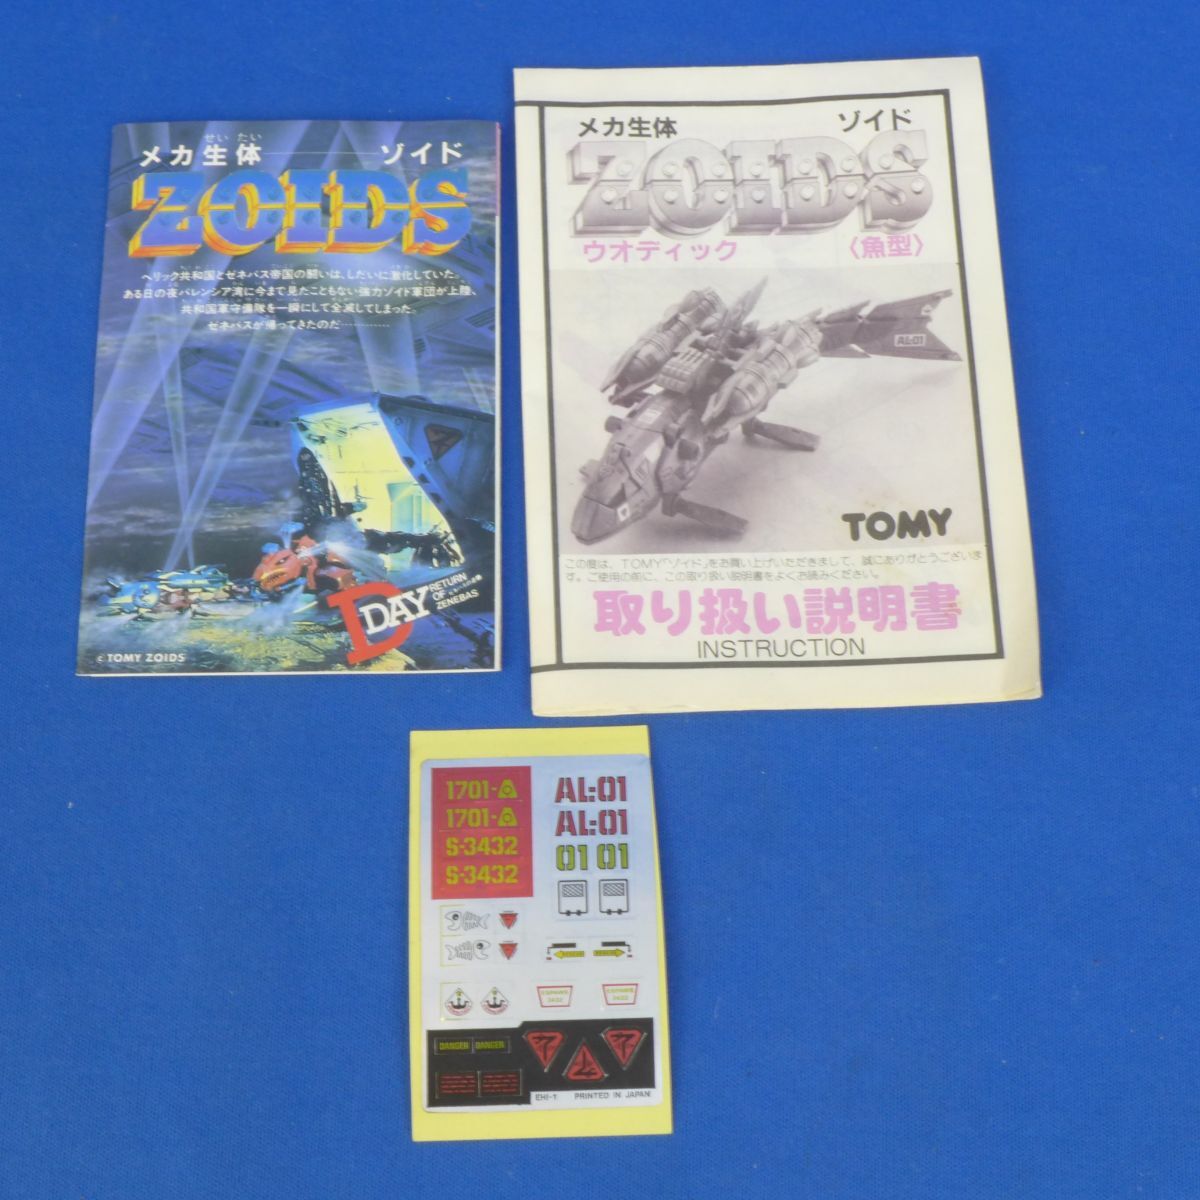 せいたい
メカ生体
ゾイド
ZOIDS
ヘリック共和国とゼネバス帝国の闘いは、しだいに激化していた。
ある日の夜バレンシア湾に今まで見たこともない強力ゾイド軍団が上陸、
共和国軍守備隊を一瞬にして全滅してしまった。
ゼネバスが帰ってきたのだ…………
D-DAY
RETURN
OF
ZENEBAS
© TOMY ZOIDS
メカ生体
ゾイド
ZOIDS
ウオディック
〈魚型〉
AL:01
TOMY
この度は、TOMY「ゾイド」をお買い上げいただきまして、誠にありがとうございま
す。ご使用の前に、この取り扱い説明書をよくお読みください。
取り扱い説明書
INSTRUCTION
1701-A
1701-A
S-3432
S-3432
AL:01
AL:01
01 01
DANGER
DANGER
EHI-1
PRINTED IN JAPAN